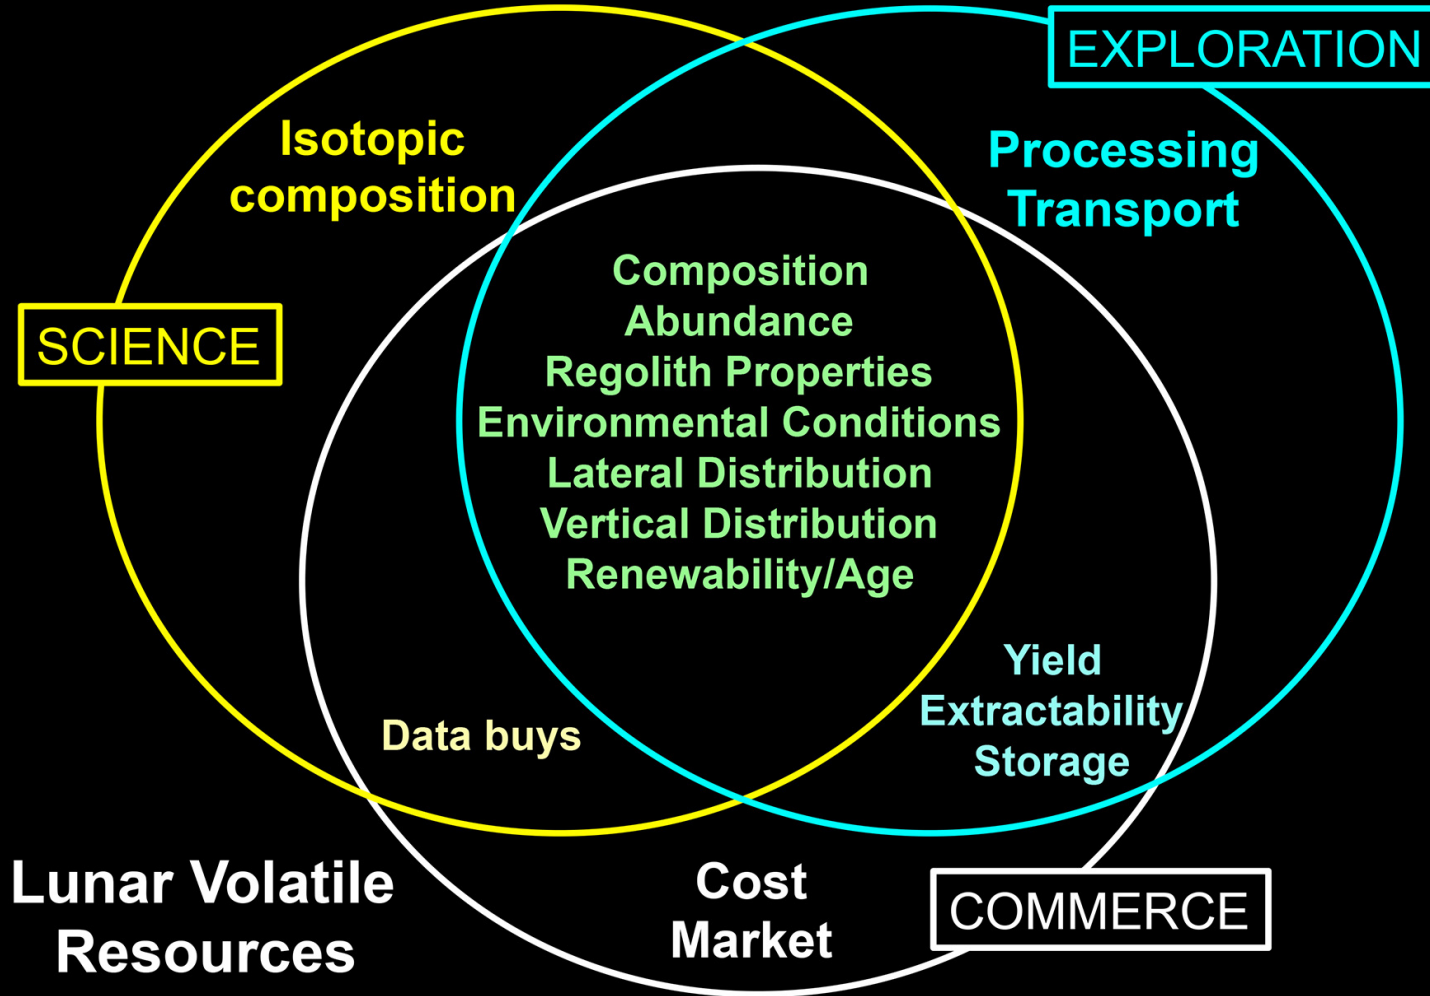 EXPLORATION
Isotopic
composition
Processing
Transport
SCIENCE
Composition
Abundance
Regolith Properties
Environmental Conditions
Lateral Distribution
Vertical Distribution
Renewability/Age
Data buys
Yield
Extractability
Storage
Lunar Volatile
Resources
Cost
Market
COMMERCE